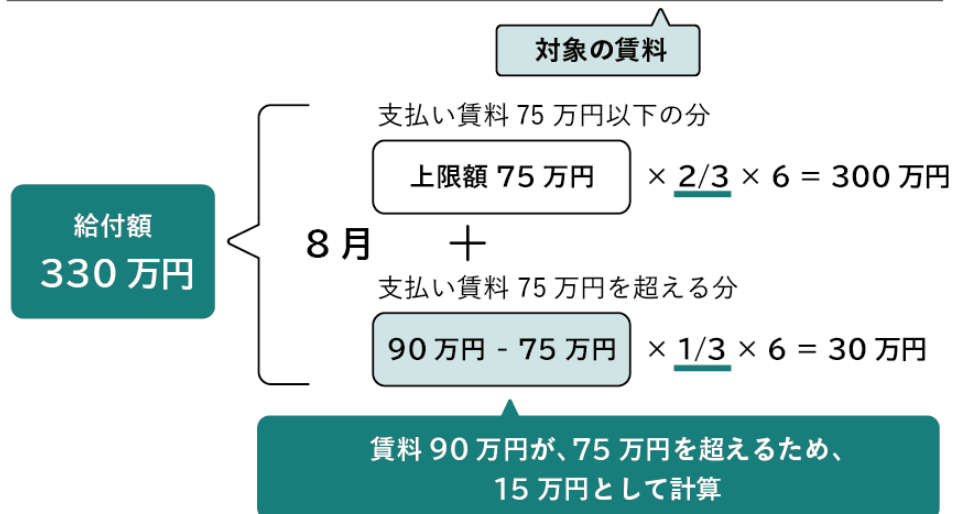 対象の賃料
支払い賃料 75 万円以下の分
上限額 75 万円 × 2/3 × 6 = 300 万円
給付額
330 万円
8 月 +
支払い賃料 75 万円を超える分
90 万円 - 75 万円 × 1/3 × 6 = 30 万円
賃料 90 万円が、75 万円を超えるため、
15 万円として計算